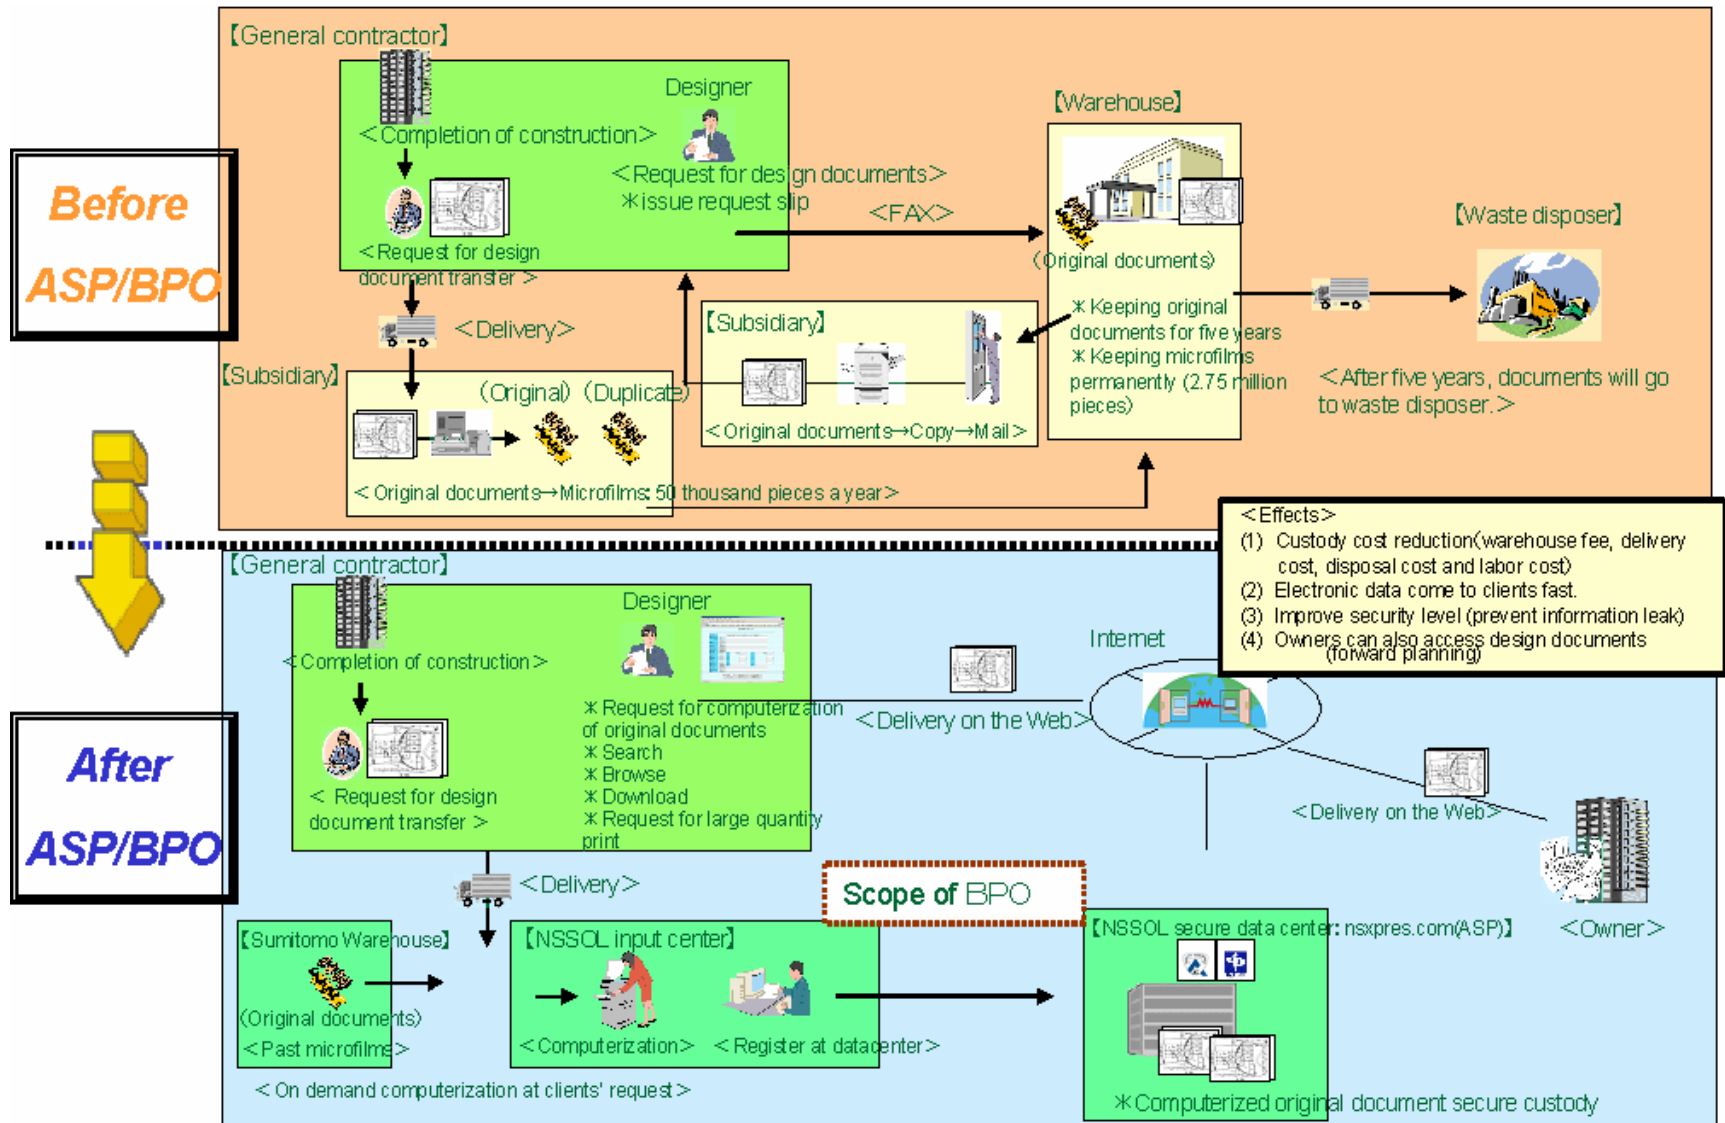 【General contractor】
Designer
<Completion of construction>
<Request for design documents>
*issue request slip
<Request for design
document transfer >
<FAX>
【Warehouse】
(Original documents)
* Keeping original
documents for five years
* Keeping microfilms
permanently (2.75 million
pieces)
【Waste disposer】
<After five years, documents will go
to waste disposer.>
Before
ASP/BPO
<Delivery>
【Subsidiary】
<Original documents→Copy→Mail>
【Subsidiary】
(Original) (Duplicate)
< Original documents→Microfilms: 50 thousand pieces a year>
<Effects>
(1) Custody cost reduction(warehouse fee, delivery
cost, disposal cost and labor cost)
(2) Electronic data come to clients fast.
(3) Improve security level (prevent information leak)
(4) Owners can also access design documents
(forward planning)
After
ASP/BPO
【General contractor】
Designer
<Completion of construction>
< Request for design
document transfer >
* Request for computerization
of original documents
* Search
* Browse
* Download
* Request for large quantity
print
<Delivery on the Web>
Internet
<Delivery on the Web>
<Owner>
<Delivery>
Scope of BPO
【Sumitomo Warehouse】
(Original documents)
<Past microfilms>
【NSSOL input center】
<Computerization>
<Register at datacenter>
【NSSOL secure data center: nsxpres.com(ASP)】
*Computerized original document secure custody
< On demand computerization at clients' request>